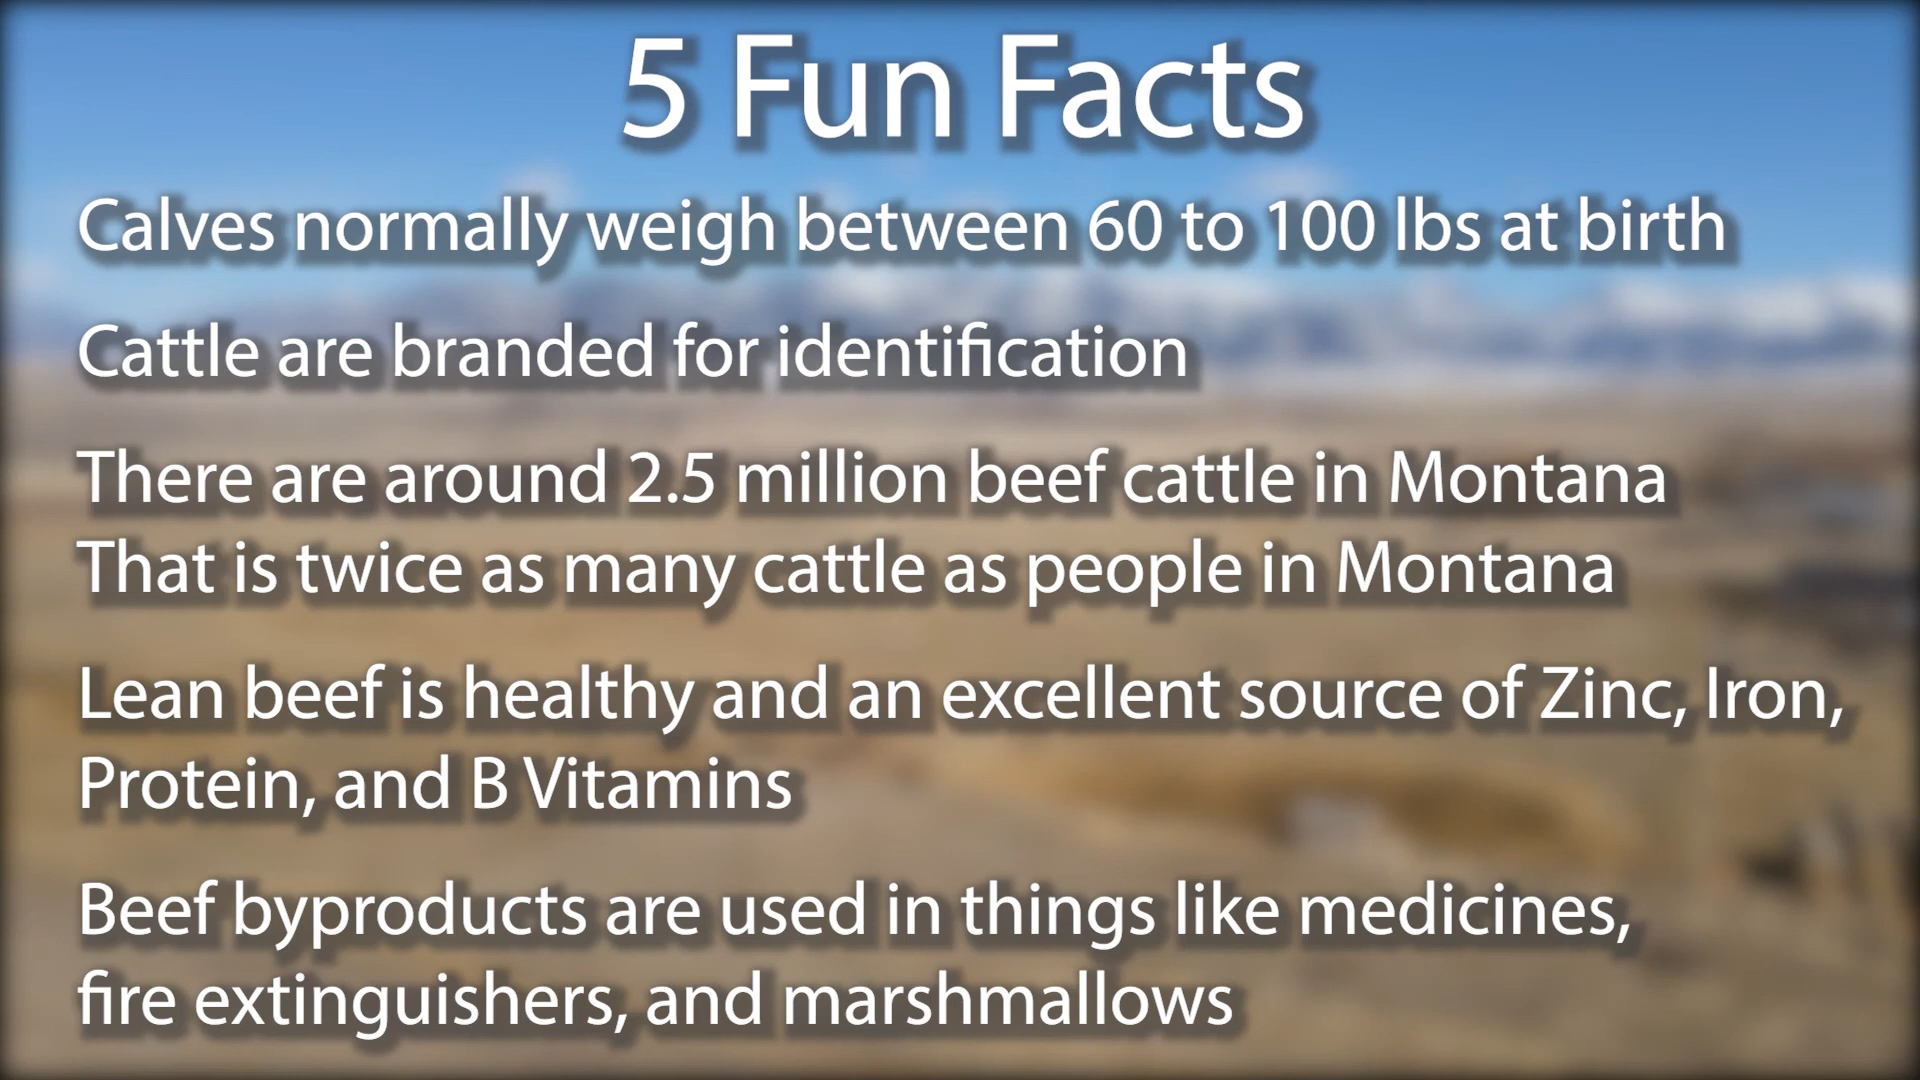 5 Fun Facts
Calves normally weigh between 60 to 100 lbs at birth
Cattle are branded for identification
There are around 2.5 million beef cattle in Montana
That is twice as many cattle as people in Montana
Lean beef is healthy and an excellent source of Zinc, Iron,
Protein, and B Vitamins
Beef byproducts are used in things like medicines,
fire extinguishers, and marshmallows